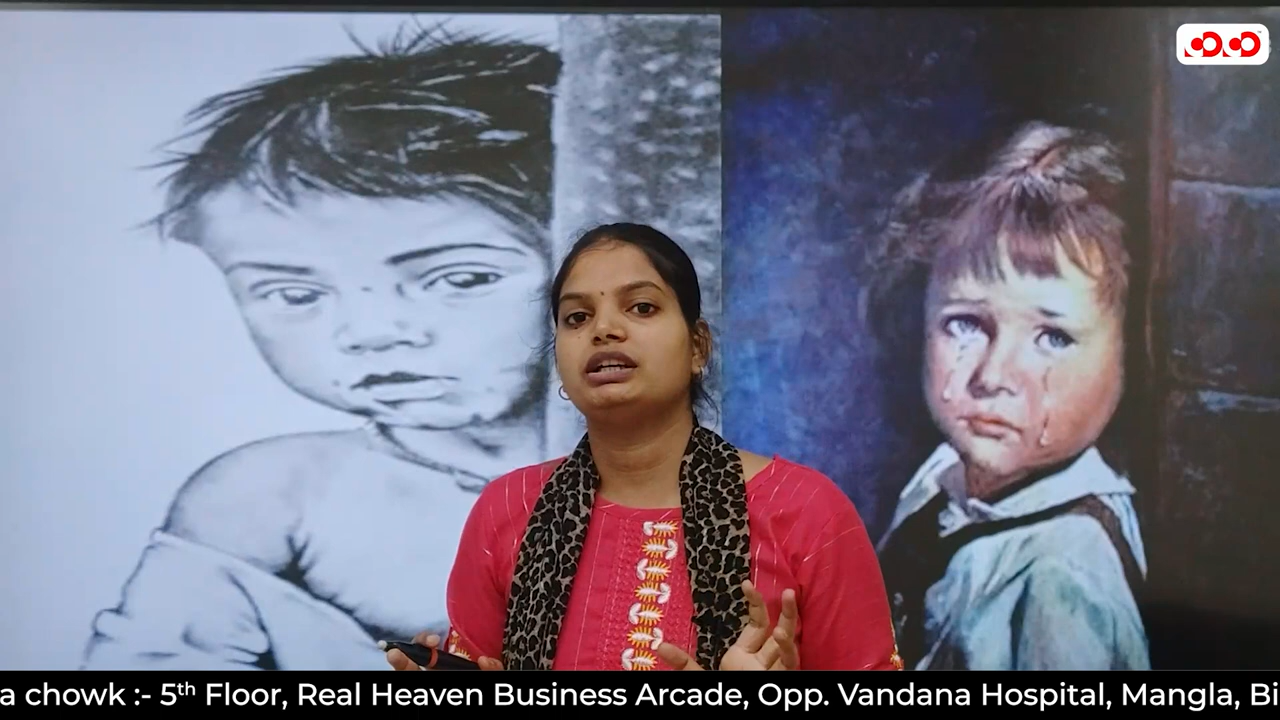 a chowk :- 5th Floor, Real Heaven Business Arcade, Opp. Vandana Hospital, Mangla, Bi